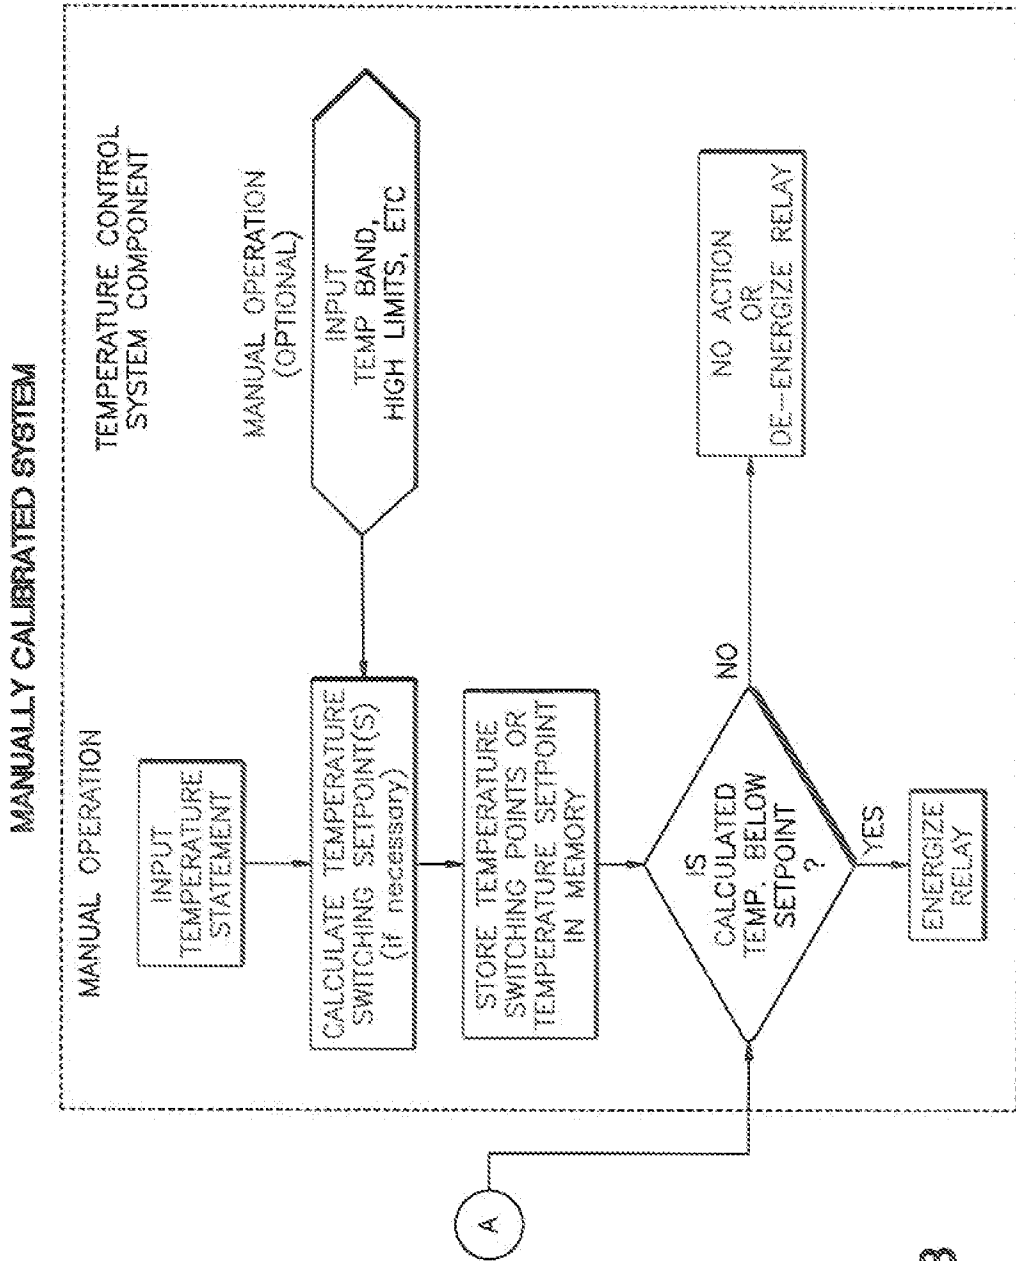 MANUALLY CALIBRATED SYSTEM
MANUAL OPERATION
TEMPERATURE CONTROL
SYSTEM COMPONENT
INPUT
TEMPERATURE
STATEMENT
MANUAL OPERATION
(OPTIONAL)
CALCULATE TEMPERATURE
SWITCHING SETPOINT(S)
(if necessary)
INPUT
TEMP BAND,
HIGH LIMITS, ETC
STORE TEMPERATURE
SWITCHING POINTS OR
TEMPERATURE SETPOINT
IN MEMORY
A
IS
CALCULATED
TEMP. BELOW
SETPOINT
?
NO
NO ACTION
OR
DE-ENERGIZE RELAY
YES
ENERGIZE
RELAY